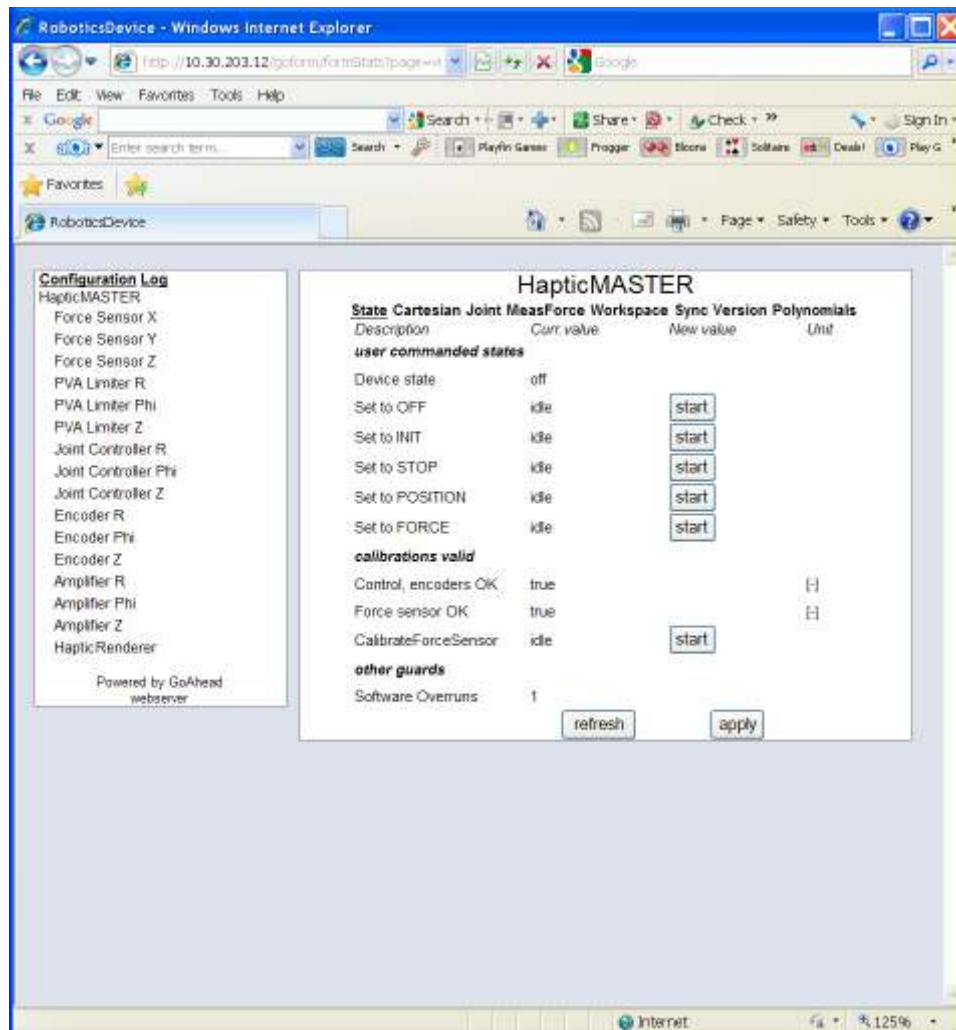 RoboticsDevice - Windows Internet Explorer
http://10.30.203.12/goform/formStats?page= Google
File Edit View Favorites Tools Help
x Google Search Share Check » Sign In
X Enter search term... Search Playfin Games Frogger Solitaire Deals! Play G
Favorites
RoboticsDevice Page Safety Tools
Configuration Log
HapticMASTER
Force Sensor X
Force Sensor Y
Force Sensor Z
PVA Limiter R
PVA Limiter Phi
PVA Limiter Z
Joint Controller R
Joint Controller Phi
Joint Controller Z
Encoder R
Encoder Phi
Encoder Z
Amplifier R
Amplifier Phi
Amplifier Z
HapticRenderer
Powered by GoAhead
webserver
HapticMASTER
State Cartesian Joint MeasForce Workspace Sync Version Polynomials
Description Curr value New value Unit
user commanded states
Device state off
Set to OFF idle start
Set to INIT idle start
Set to STOP idle start
Set to POSITION idle start
Set to FORCE idle start
calibrations valid
Control, encoders OK true [-]
Force sensor OK true [-]
CalibrateForceSensor idle start
other guards
Software Overruns 1
refresh apply
Internet 125%